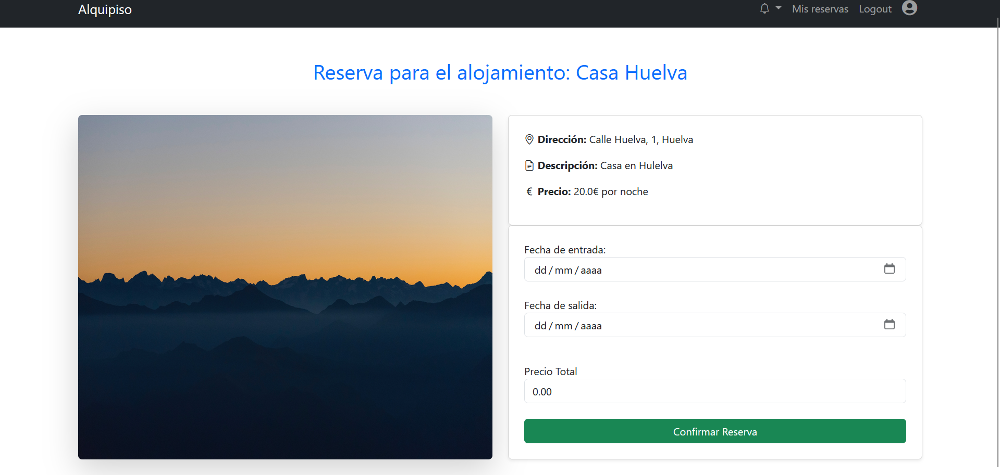 Alquipiso
Mis reservas
Logout
Reserva para el alojamiento: Casa Huelva
Dirección: Calle Huelva, 1, Huelva
Descripción: Casa en Hulelva
€ Precio: 20.0€ por noche
Fecha de entrada:
dd/mm/aaaa
Fecha de salida:
dd/mm/aaaa
Precio Total
0.00
Confirmar Reserva